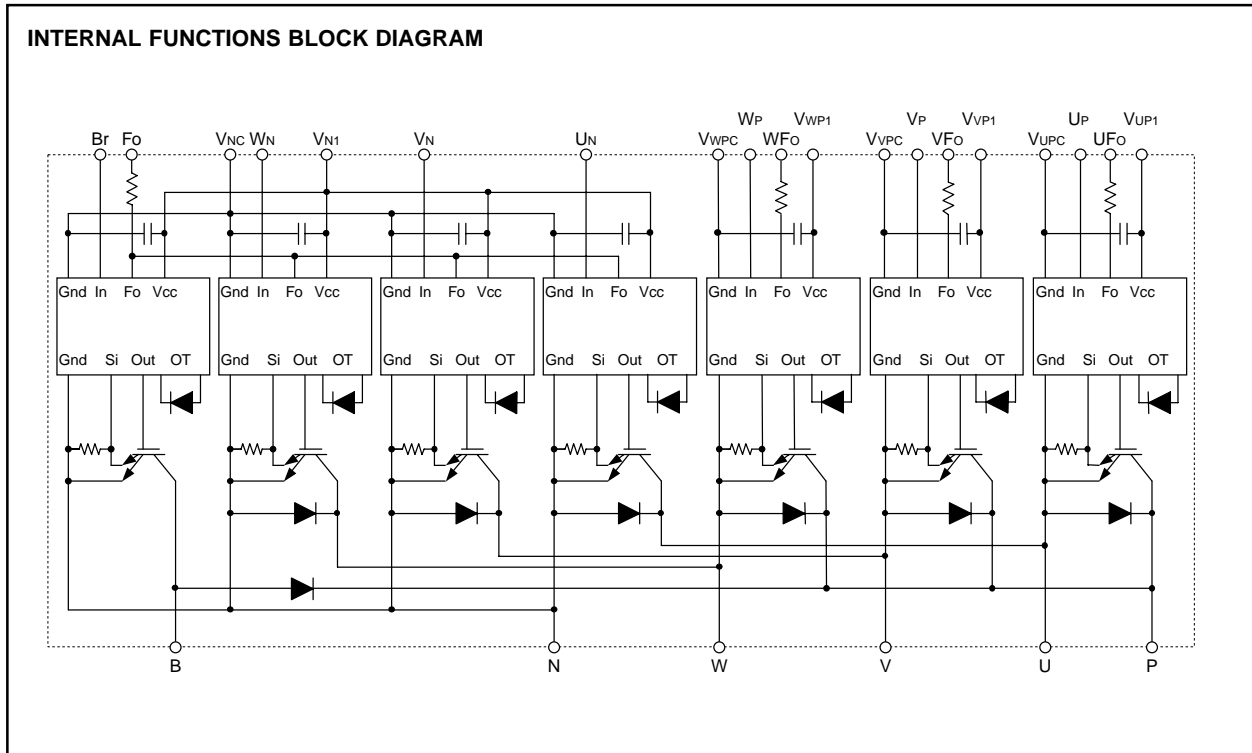 INTERNAL FUNCTIONS BLOCK DIAGRAM
WP VWP1 VP VVP1 UP VUP1
Br Fo VNC WN VN1 VN UN VWPC WFO VVPC VFO VUPC UFO
Gnd In Fo Vcc Gnd In Fo Vcc Gnd In Fo Vcc Gnd In Fo Vcc Gnd In Fo Vcc Gnd In Fo Vcc Gnd In Fo Vcc
Gnd Si Out OT Gnd Si Out OT Gnd Si Out OT Gnd Si Out OT Gnd Si Out OT Gnd Si Out OT Gnd Si Out OT
B N W V U P